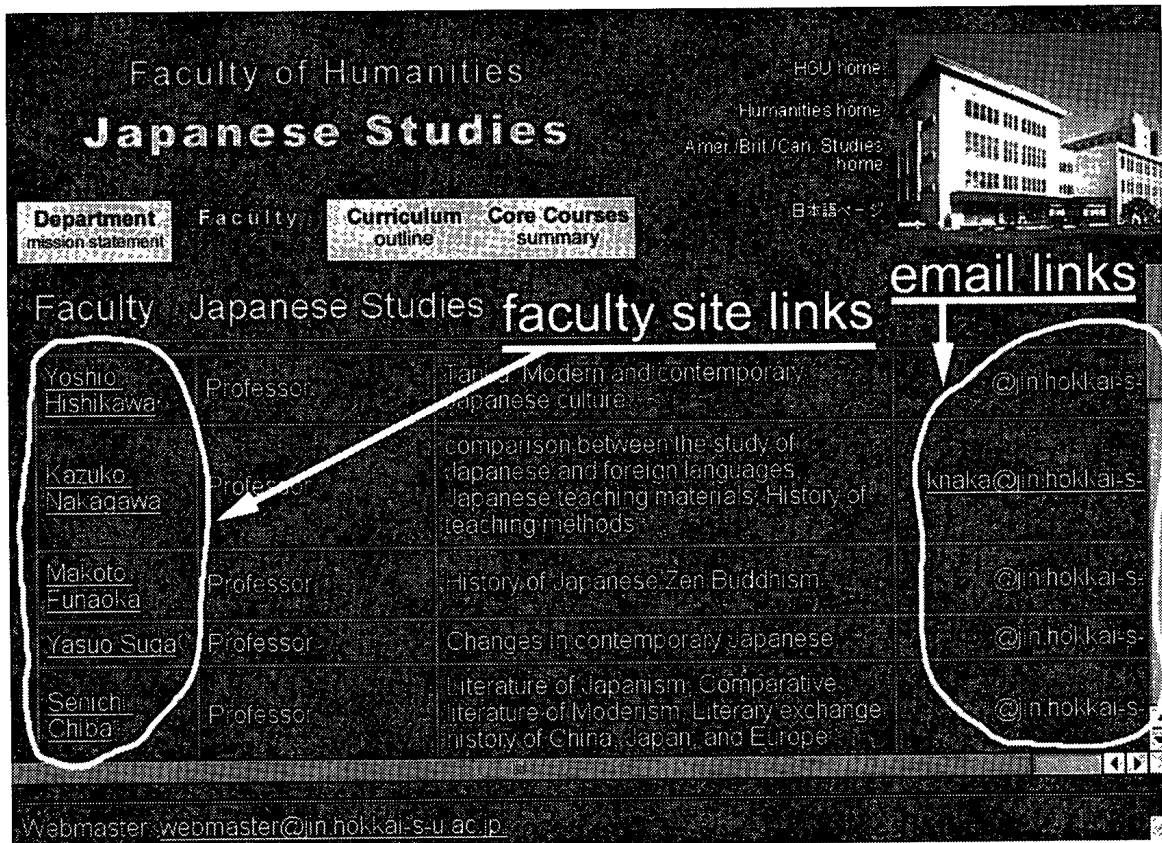 Faculty of Humanities
Japanese Studies
HGU home
Humanities home
Amer./Brit./Can. Studies
home
日本語ページ
Department
mission statement
Faculty
Curriculum
outline
Core Courses
summary
email links
Faculty Japanese Studies
faculty site links
Yoshio
Hishikawa
Professor
Modern and contemporary
Japanese culture
@jin.hokkai-s-
Kazuko
Nakagawa
Professor
comparison between the study of
Japanese and foreign languages
Japanese teaching materials, History of
teaching methods
knaka@jin.hokkai-s-
Makoto
Funaoka
Professor
History of Japanese Zen Buddhism
@jin.hokkai-s-
Yasuo Suga
Professor
Changes in contemporary Japanese
@jin.hokkai-s-
Senichi
Chiba
Professor
Literature of Japanism, Comparative
literature of Moderism, Literary exchange
history of China, Japan, and Europe
@jin.hokkai-s-
Webmaster: webmaster@jin.hokkai-s-u.ac.jp